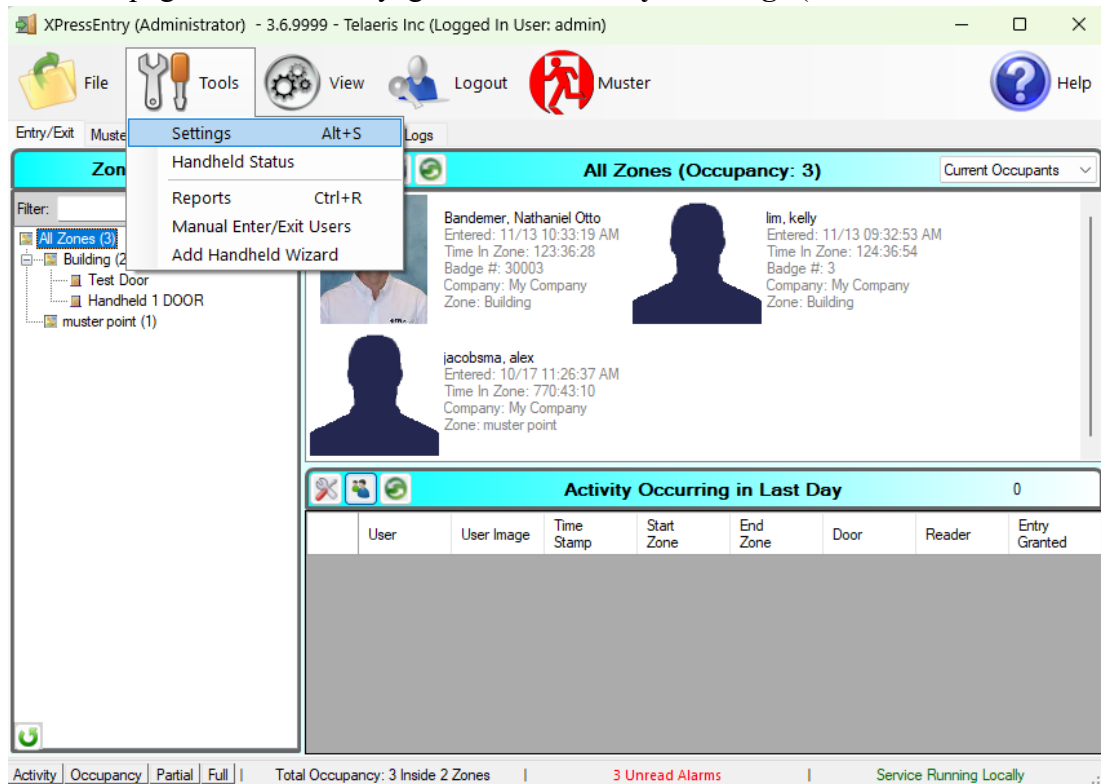 XPressEntry (Administrator) - 3.6.9999 - Telaeris Inc (Logged In User: admin)
File Tools View Logout Muster Help
Entry/Exit Muste Logs
Settings Alt+S
Handheld Status
Reports Ctrl+R
Manual Enter/Exit Users
Add Handheld Wizard
Zon
All Zones (Occupancy: 3) Current Occupants
Filter:
All Zones (3)
Building (2
Test Door
Handheld 1 DOOR
muster point (1)
Bandemer, Nathaniel Otto
Entered: 11/13 10:33:19 AM
Time In Zone: 123:36:28
Badge #: 30003
Company: My Company
Zone: Building
lim, kelly
Entered: 11/13 09:32:53 AM
Time In Zone: 124:36:54
Badge #: 3
Company: My Company
Zone: Building
jacobsma, alex
Entered: 10/17 11:26:37 AM
Time In Zone: 770:43:10
Company: My Company
Zone: muster point
Activity Occurring in Last Day 0
User User Image Time Stamp Start Zone End Zone Door Reader Entry Granted
Activity Occupancy Partial Full | Total Occupancy: 3 Inside 2 Zones | 3 Unread Alarms | Service Running Locally